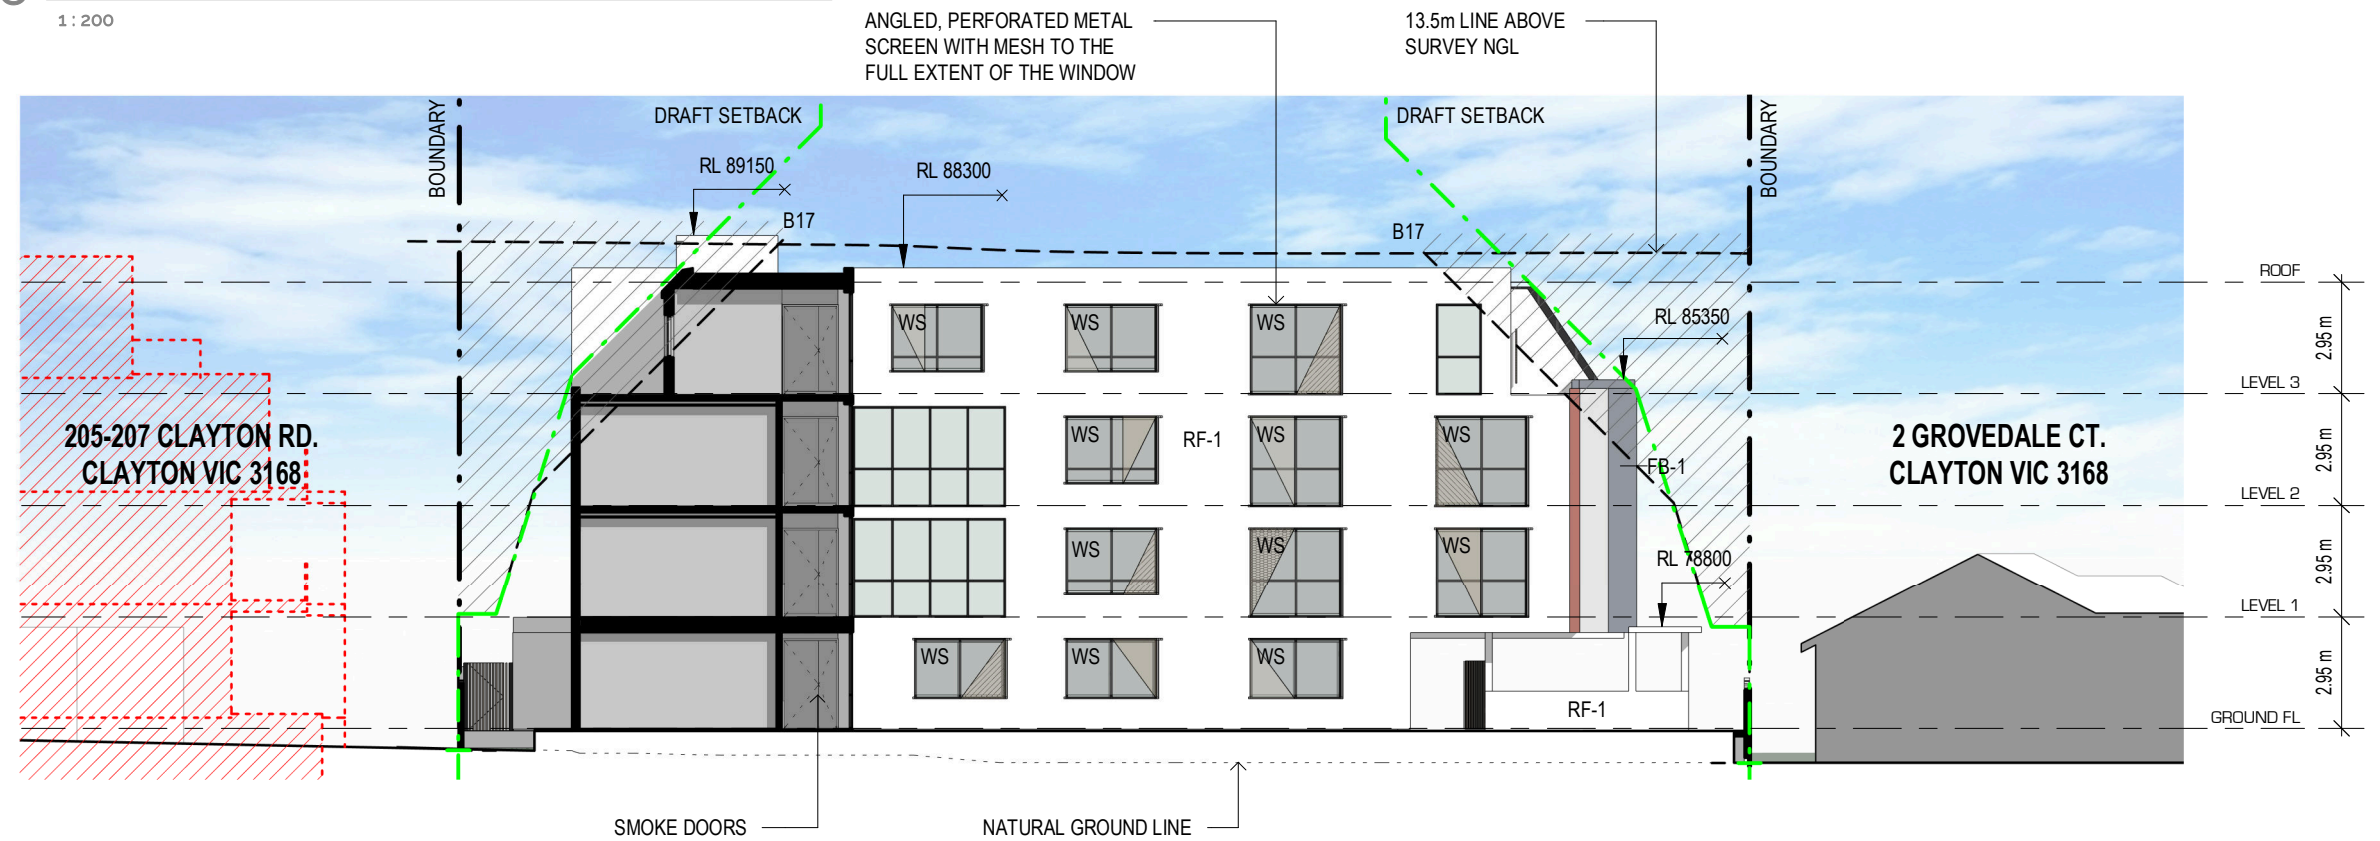 1:200
ANGLED, PERFORATED METAL
SCREEN WITH MESH TO THE
FULL EXTENT OF THE WINDOW
13.5m LINE ABOVE
SURVEY NGL
BOUNDARY
DRAFT SETBACK
DRAFT SETBACK
BOUNDARY
RL 89150
RL 88300
B17
B17
ROOF
RL 85350
WS
WS
WS
2.95 m
LEVEL 3
205-207 CLAYTON RD.
CLAYTON VIC 3168
WS
RF-1
WS
WS
FB-1
2 GROVEDALE CT.
CLAYTON VIC 3168
2.95 m
LEVEL 2
WS
WS
WS
RL 78800
2.95 m
LEVEL 1
WS
WS
WS
RF-1
2.95 m
GROUND FL
SMOKE DOORS
NATURAL GROUND LINE